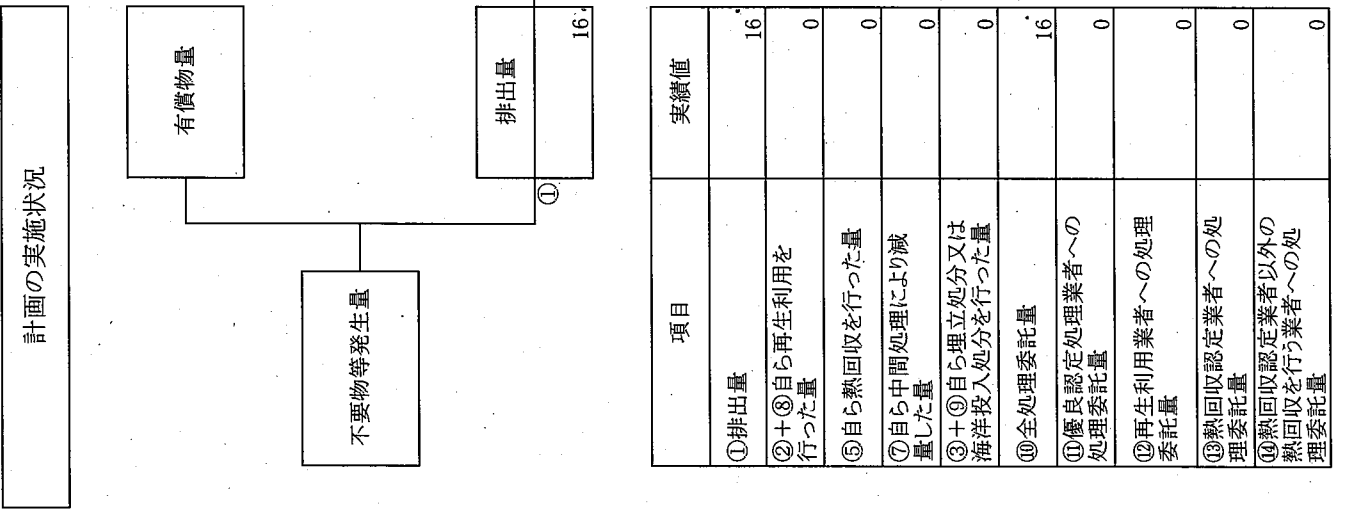 計画の実施状況
有償物量
不要物等発生量
①
排出量
16
項目
実績値
①排出量
16
②+⑧自ら再生利用を
行った量
0
⑤自ら熱回収を行った量
0
⑦自ら中間処理により減
量した量
0
③+⑨自ら埋立処分又は
海洋投入処分を行った量
0
⑩全処理委託量
16
⑪優良認定処理業者への
処理委託量
0
⑫再生利用業者への処理
委託量
0
⑬熱回収認定業者への処
理委託量
0
⑭熱回収認定業者以外の
熱回収を行う業者への処
理委託量
0